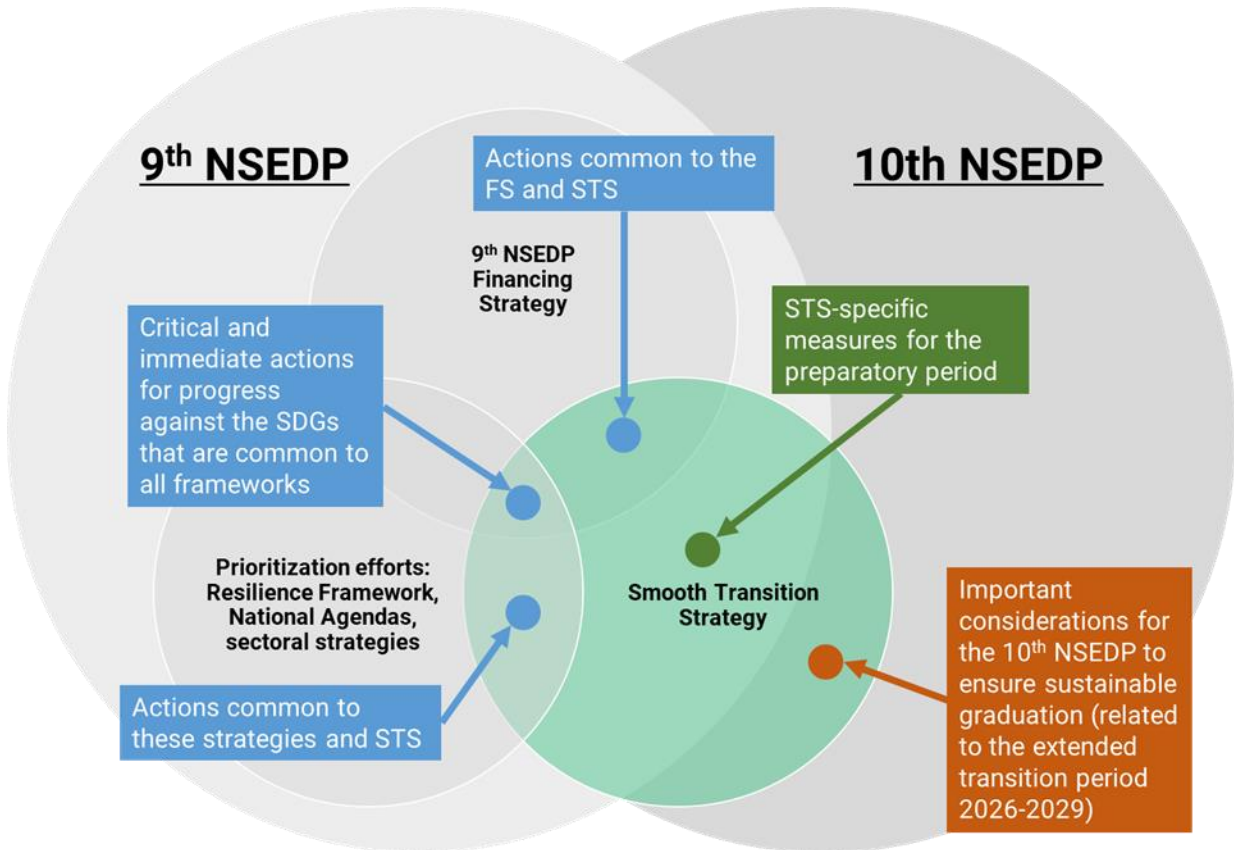 9th NSEDP
10th NSEDP
Actions common to the
FS and STS
9th NSEDP
Financing
Strategy
STS-specific
measures for the
preparatory period
Critical and
immediate actions
for progress
against the SDGs
that are common to
all frameworks
Prioritization efforts:
Resilience Framework,
National Agendas,
sectoral strategies
Smooth Transition
Strategy
Important
considerations for
the 10th NSEDP to
ensure sustainable
graduation (related
to the extended
transition period
2026-2029)
Actions common to
these strategies and STS